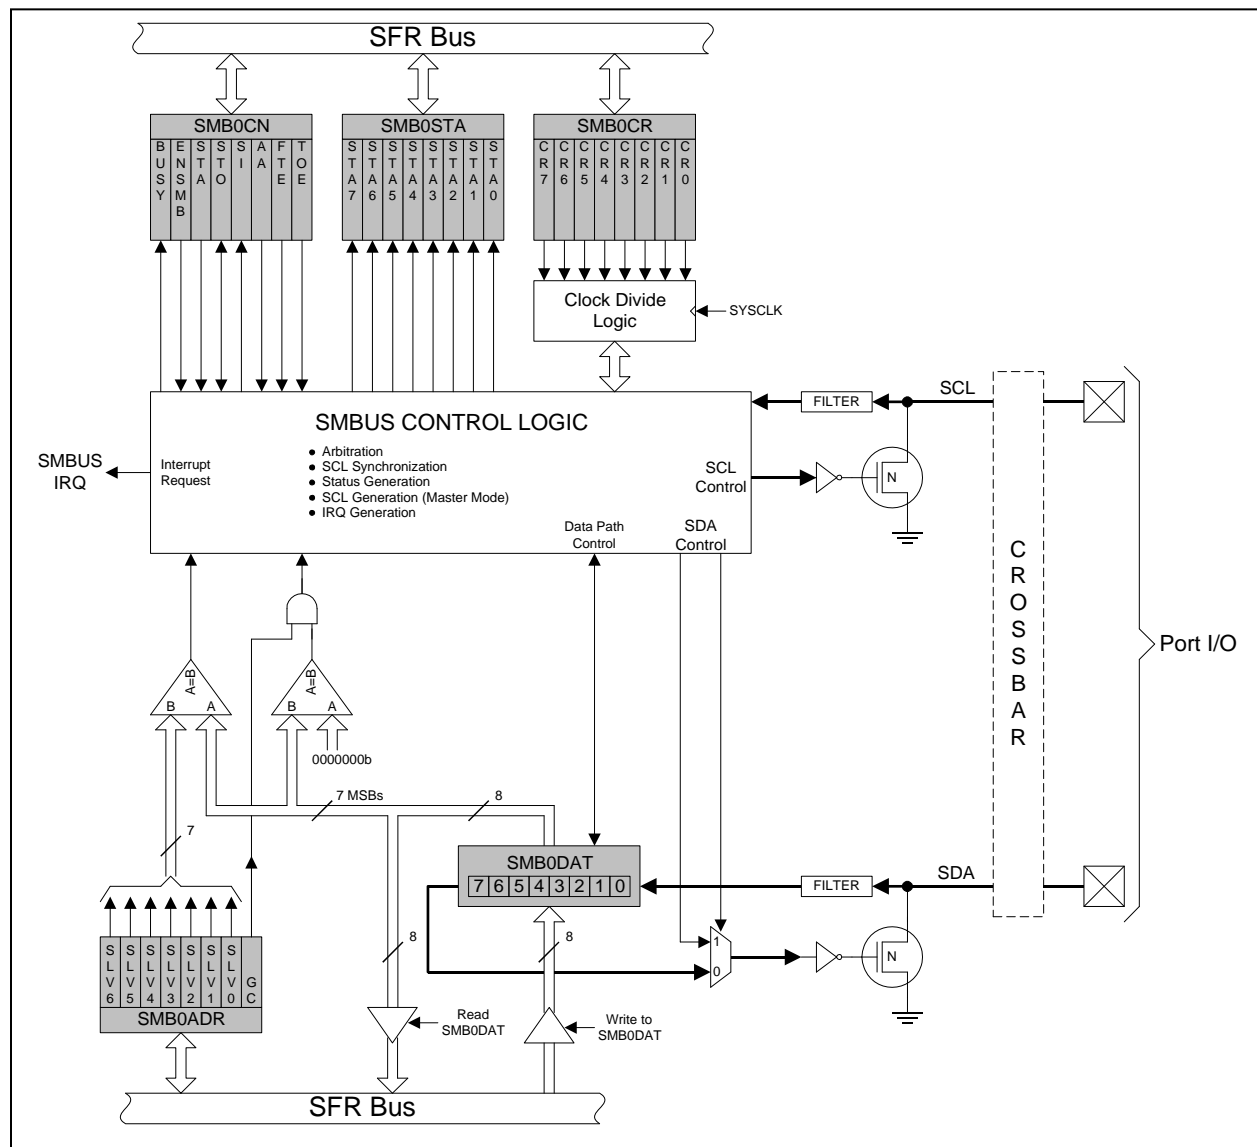 SFR Bus
SMB0CN
SMB0STA
SMB0CR
BUSY
ENSMB
STA
STO
SI
AA
FTE
TOE
STA7
STA6
STA5
STA4
STA3
STA2
STA1
STA0
CR7
CR6
CR5
CR4
CR3
CR2
CR1
CR0
Clock Divide
Logic
SYSCLK
SMBUS CONTROL LOGIC
Arbitration
SCL Synchronization
Status Generation
SCL Generation (Master Mode)
IRQ Generation
SMBUS
IRQ
Interrupt
Request
SCL
Control
Data Path
Control
SDA
Control
FILTER
SCL
N
CROSSBAR
Port I/O
A=B
B
A
A=B
B
A
0000000b
7 MSBs
8
7
SMB0DAT
7 6 5 4 3 2 1 0
FILTER
SDA
1
0
N
8
8
SLV6
SLV5
SLV4
SLV3
SLV2
SLV1
SLV0
GC
SMB0ADR
Read
SMB0DAT
Write to
SMB0DAT
SFR Bus